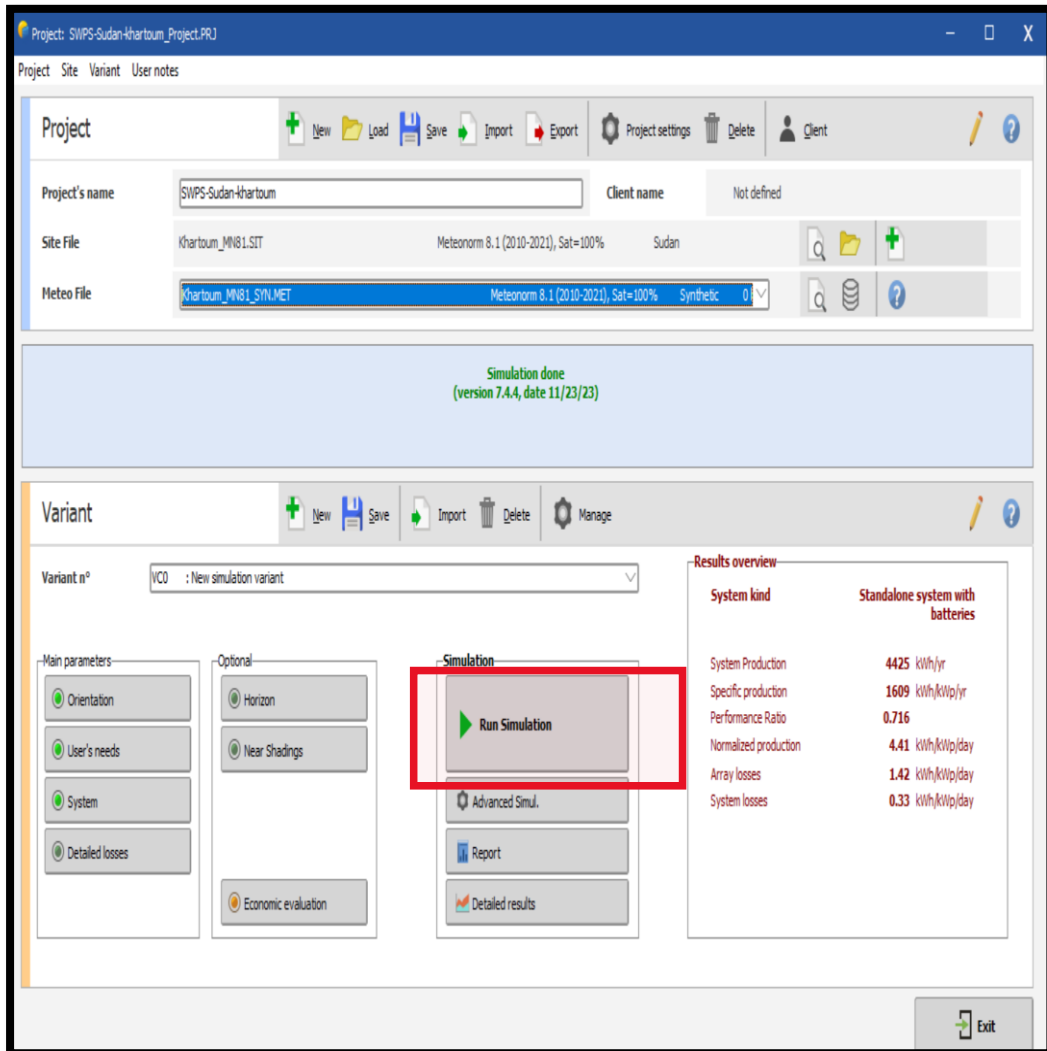 Project: SWPS-Sudan-khartoum_Project.PRJ
Project Site Variant User notes
Project New Load Save Import Export Project settings Delete Client
Project's name SWPS-Sudan-khartoum Client name Not defined
Site File Khartoum_MN81.SIT Meteonorm 8.1 (2010-2021), Sat=100% Sudan
Meteo File Khartoum_MN81_SYN.MET Meteonorm 8.1 (2010-2021), Sat=100% Synthetic 0
Simulation done
(version 7.4.4, date 11/23/23)
Variant New Save Import Delete Manage
Variant n° VC0 : New simulation variant
Main parameters
Orientation
User's needs
System
Detailed losses
Optional
Horizon
Near Shadings
Economic evaluation
Simulation
Run Simulation
Advanced Simul.
Report
Detailed results
Results overview
System kind Standalone system with
batteries
System Production 4425 kWh/yr
Specific production 1609 kWh/kWp/yr
Performance Ratio 0.716
Normalized production 4.41 kWh/kWp/day
Array losses 1.42 kWh/kWp/day
System losses 0.33 kWh/kWp/day
Exit